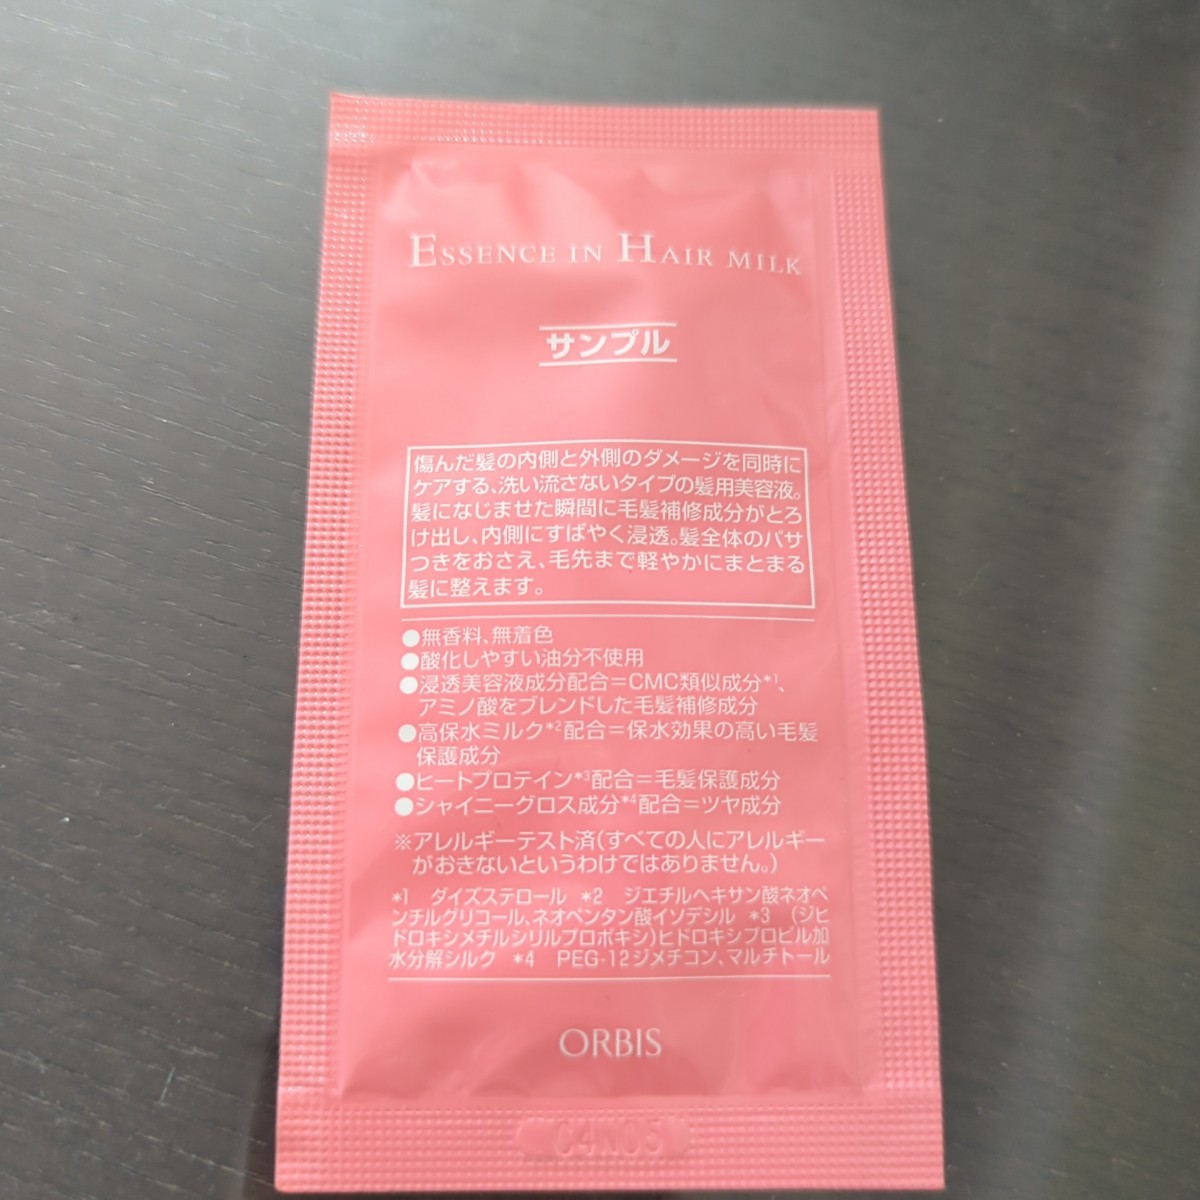 ESSENCE IN HAIR MILK
サンプル
傷んだ髪の内側と外側のダメージを同時に
ケアする、洗い流さないタイプの髪用美容液。
髪になじませた瞬間に毛髪補修成分がとろ
け出し、内側にすばやく浸透。髪全体のパサ
つきをおさえ、毛先まで軽やかにまとまる
髪に整えます。
●無香料、無着色
●酸化しやすい油分不使用
●浸透美容液成分配合＝CMC類似成分*1、
アミノ酸をブレンドした毛髪補修成分
●高保水ミルク*2配合＝保水効果の高い毛髪
保護成分
●ヒートプロテイン*3配合＝毛髪保護成分
●シャイニーグロス成分*4配合＝ツヤ成分
※アレルギーテスト済（すべての人にアレルギー
がおきないというわけではありません。）
*1 ダイズステロール *2 ジエチルヘキサン酸ネオペ
ンチルグリコール、ネオペンタン酸イソデシル *3 （ジヒ
ドロキシメチルシリルプロポキシ）ヒドロキシプロピル加
水分解シルク *4 PEG-12ジメチコン、マルチトール
ORBIS
C4N05